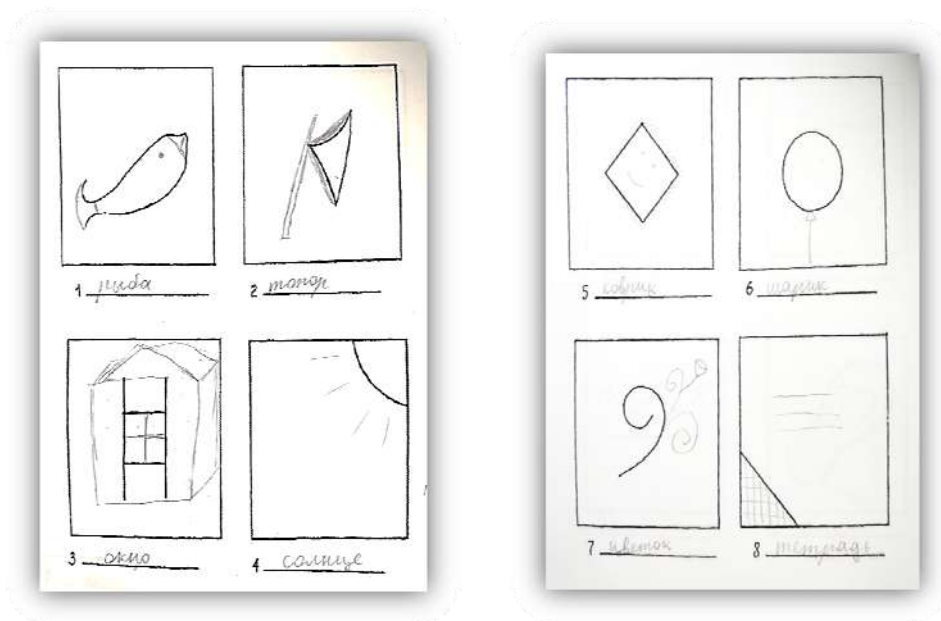 1 рыба
2 топор
3 окно
4 солнце
5 коврик
6 шарик
7 цветок
8 тетрадь